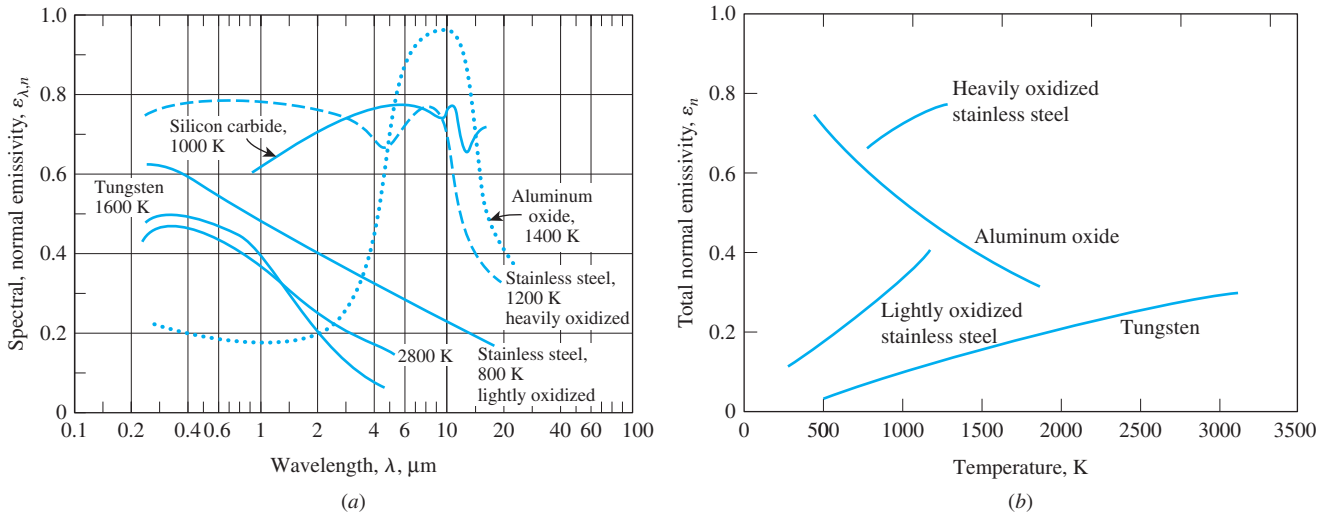 1.0
0.8
0.6
0.4
0.2
0
Spectral, normal emissivity, ελ,n
Silicon carbide,
1000 K
Tungsten
1600 K
Aluminum
oxide,
1400 K
Stainless steel,
1200 K
heavily oxidized
2800 K
Stainless steel,
800 K
lightly oxidized
0.1 0.2 0.4 0.6 1 2 4 6 10 20 40 60 100
Wavelength, λ, μm
(a)
1.0
0.8
0.6
0.4
0.2
0
Total normal emissivity, εn
Heavily oxidized
stainless steel
Aluminum oxide
Lightly oxidized
stainless steel
Tungsten
0 500 1000 1500 2000 2500 3000 3500
Temperature, K
(b)